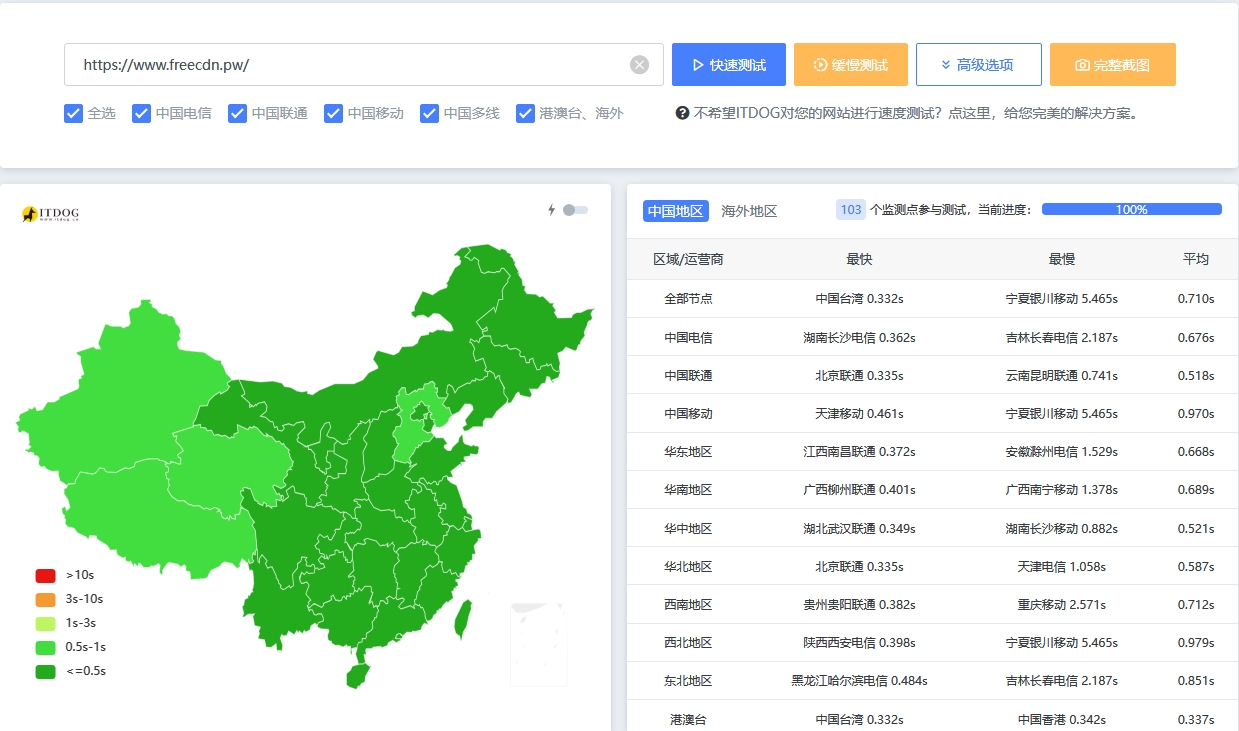 https://www.freecdn.pw/
快速测试
缓慢测试
高级选项
完整截图
全选 中国电信 中国联通 中国移动 中国多线 港澳台、海外
不希望ITDOG对您的网站进行速度测试？点这里，给您完美的解决方案。
ITDOG
www.itdog.cn
>10s
3s-10s
1s-3s
0.5s-1s
<=0.5s
中国地区 海外地区 103 个监测点参与测试，当前进度： 100%
区域/运营商 最快 最慢 平均
全部节点 中国台湾 0.332s 宁夏银川移动 5.465s 0.710s
中国电信 湖南长沙电信 0.362s 吉林长春电信 2.187s 0.676s
中国联通 北京联通 0.335s 云南昆明联通 0.741s 0.518s
中国移动 天津移动 0.461s 宁夏银川移动 5.465s 0.970s
华东地区 江西南昌联通 0.372s 安徽滁州电信 1.529s 0.668s
华南地区 广西柳州联通 0.401s 广西南宁移动 1.378s 0.689s
华中地区 湖北武汉联通 0.349s 湖南长沙移动 0.882s 0.521s
华北地区 北京联通 0.335s 天津电信 1.058s 0.587s
西南地区 贵州贵阳联通 0.382s 重庆移动 2.571s 0.712s
西北地区 陕西西安电信 0.398s 宁夏银川移动 5.465s 0.979s
东北地区 黑龙江哈尔滨电信 0.484s 吉林长春电信 2.187s 0.851s
港澳台 中国台湾 0.332s 中国香港 0.342s 0.337s